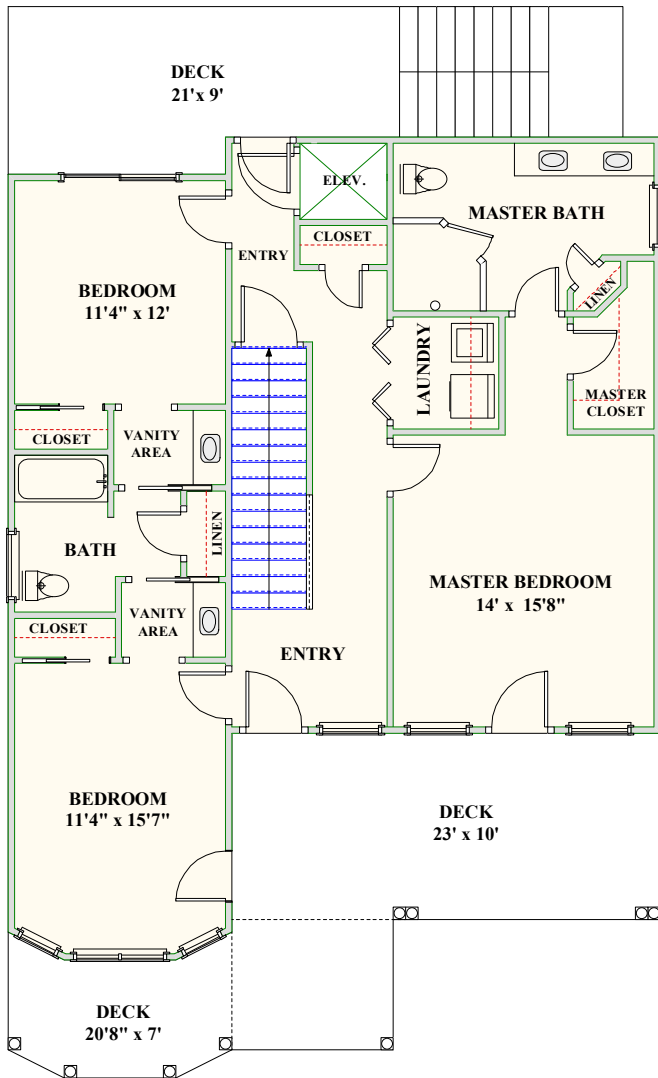 DECK
21'x 9'
ELEV.
MASTER BATH
CLOSET
ENTRY
LINEN
BEDROOM
11'4" x 12'
LAUNDRY
MASTER
CLOSET
CLOSET
VANITY
AREA
LINEN
BATH
MASTER BEDROOM
14' x 15'8"
VANITY
AREA
CLOSET
ENTRY
BEDROOM
11'4" x 15'7"
DECK
23' x 10'
DECK
20'8" x 7'